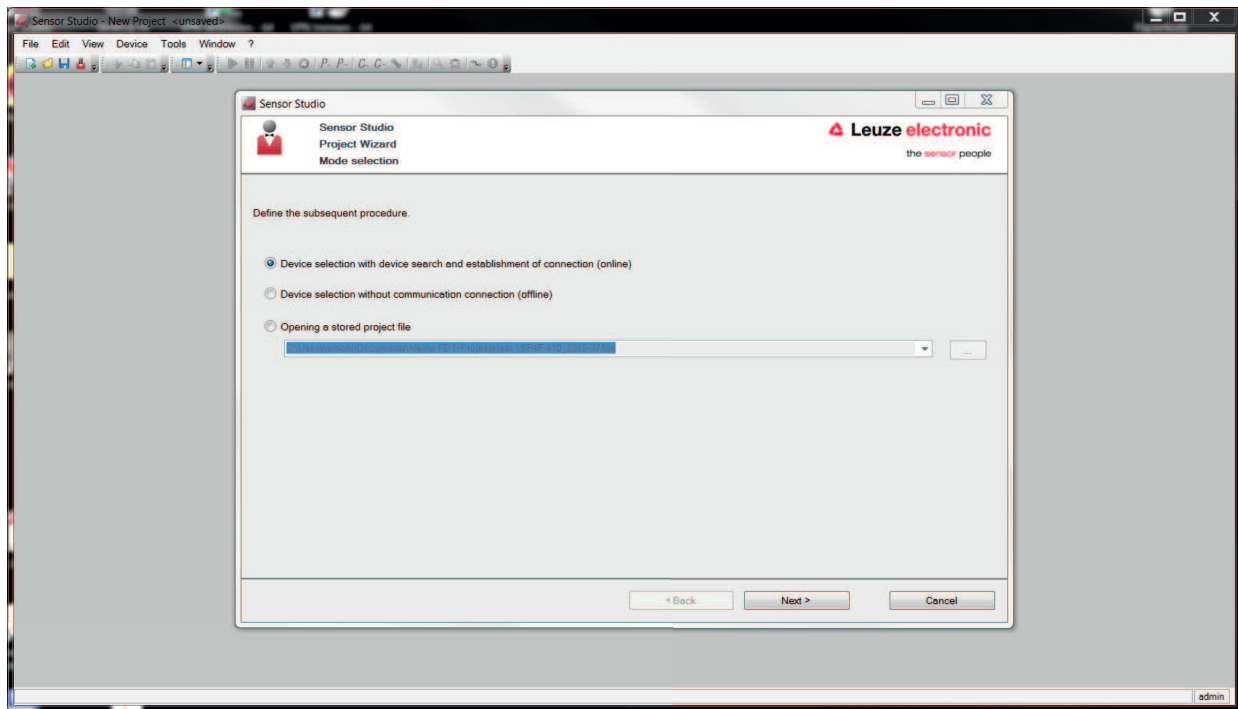 Sensor Studio - New Project <unsaved>
File Edit View Device Tools Window ?
Sensor Studio
Sensor Studio
Project Wizard
Mode selection
Leuze electronic
the sensor people
Define the subsequent procedure.
Device selection with device search and establishment of connection (online)
Device selection without communication connection (offline)
Opening a stored project file
...
< Back
Next >
Cancel
admin